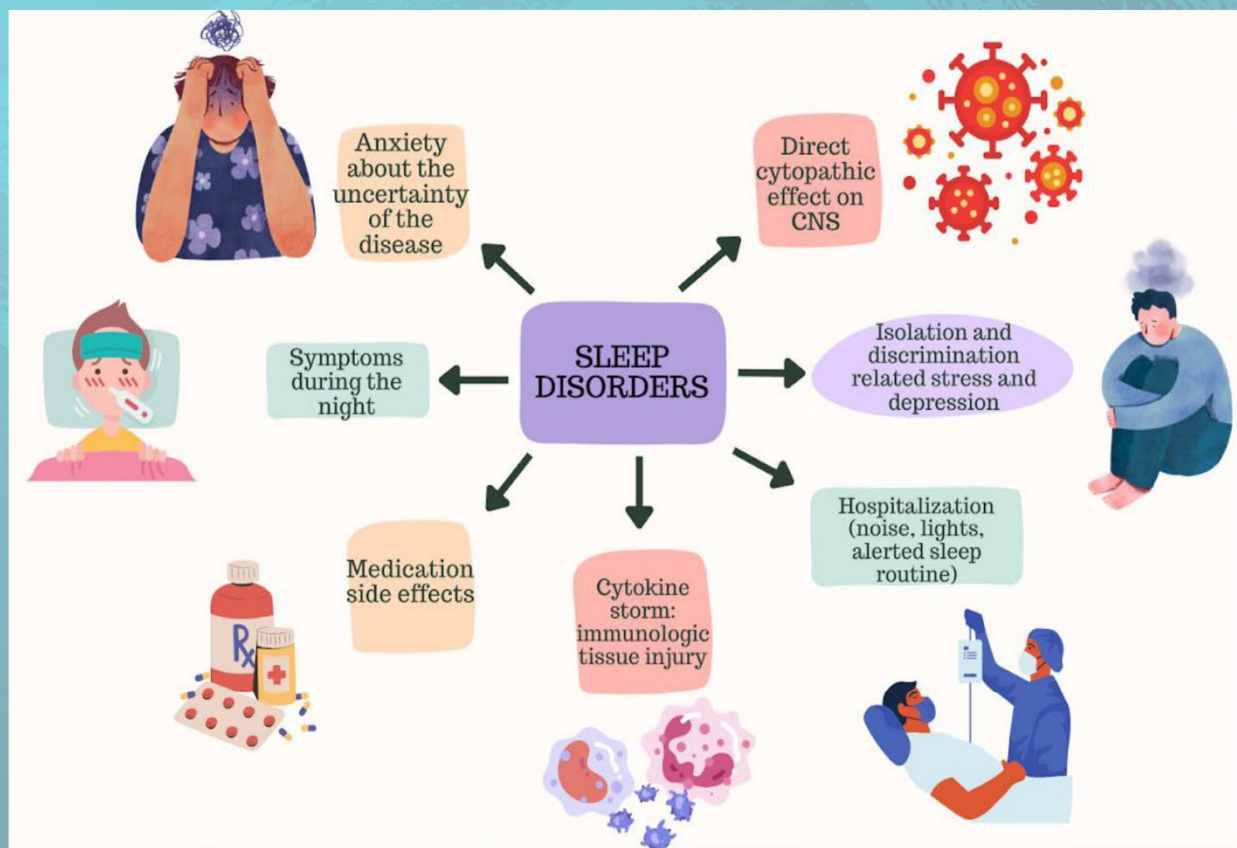 Anxiety
about the
uncertainty
of the
disease
Direct
cytopathic
effect on
CNS
SLEEP
DISORDERS
Symptoms
during the
night
Isolation and
discrimination
related stress and
depression
Medication
side effects
Cytokine
storm:
immunologic
tissue injury
Hospitalization
(noise, lights,
alerted sleep
routine)
Rx